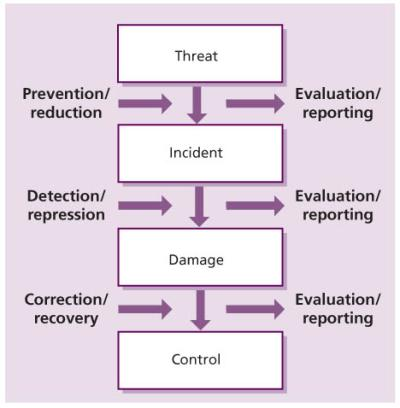 Threat
Prevention/
reduction
Evaluation/
reporting
Incident
Detection/
repression
Evaluation/
reporting
Damage
Correction/
recovery
Evaluation/
reporting
Control